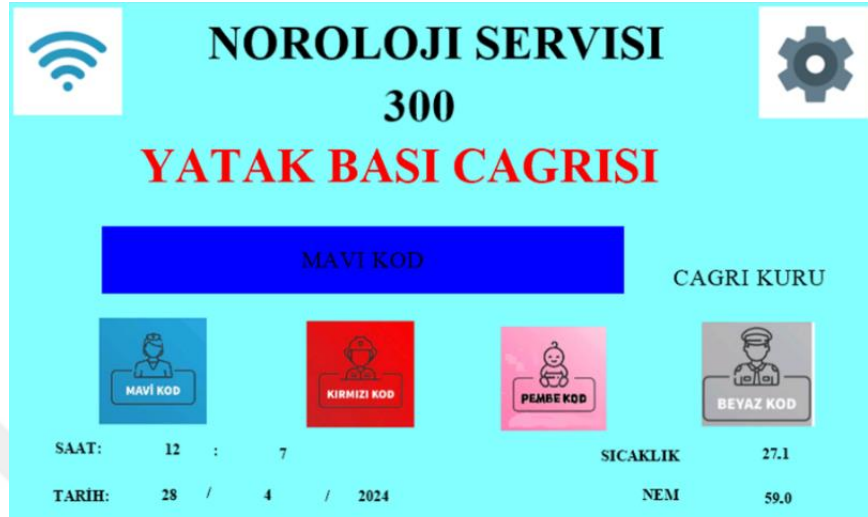 NOROLOJI SERVISI
300
YATAK BASI CAGRISI
MAVI KOD
CAGRI KURU
MAVİ KOD
KIRMIZI KOD
PEMBE KOD
BEYAZ KOD
SAAT: 12 : 7
SICAKLIK 27.1
TARİH: 28 / 4 / 2024
NEM 59.0